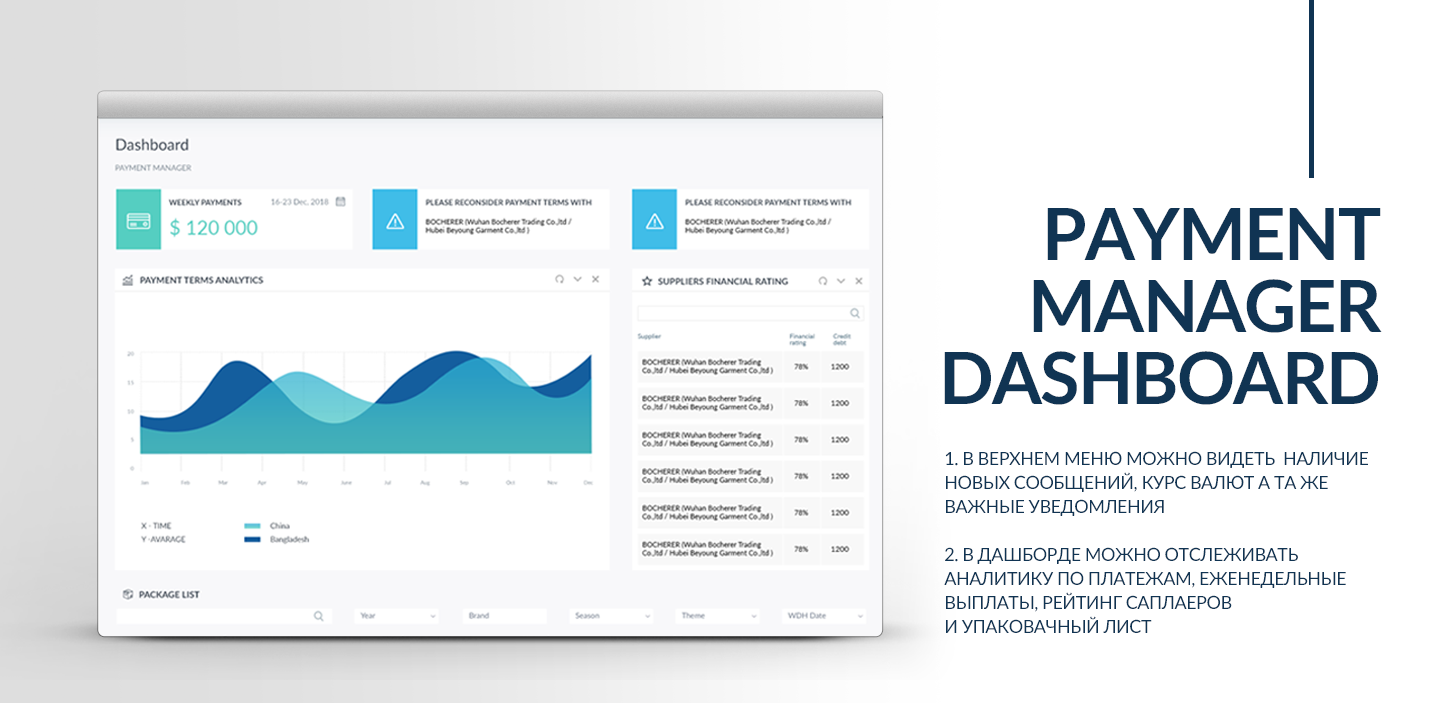 Dashboard
PAYMENT MANAGER
WEEKLY PAYMENTS
16-23 Dec, 2018
$ 120 000
PLEASE RECONSIDER PAYMENT TERMS WITH
BOCHERER (Wuhan Bocherer Trading Co.,ltd /
Hubei Beyoung Garment Co.,ltd )
PLEASE RECONSIDER PAYMENT TERMS WITH
BOCHERER (Wuhan Bocherer Trading Co.,ltd /
Hubei Beyoung Garment Co.,ltd )
PAYMENT TERMS ANALYTICS
20
15
10
5
0
Jan Feb Mar Apr May June Jul Aug Sep Oct Nov Dec
X - TIME
Y -AVARAGE
China
Bangladesh
SUPPLIERS FINANCIAL RATING
Supplier
Financial
rating
Credit
debt
BOCHERER (Wuhan Bocherer Trading
Co.,ltd / Hubei Beyoung Garment Co.,ltd )
78% 1200
BOCHERER (Wuhan Bocherer Trading
Co.,ltd / Hubei Beyoung Garment Co.,ltd )
78% 1200
BOCHERER (Wuhan Bocherer Trading
Co.,ltd / Hubei Beyoung Garment Co.,ltd )
78% 1200
BOCHERER (Wuhan Bocherer Trading
Co.,ltd / Hubei Beyoung Garment Co.,ltd )
78% 1200
BOCHERER (Wuhan Bocherer Trading
Co.,ltd / Hubei Beyoung Garment Co.,ltd )
78% 1200
BOCHERER (Wuhan Bocherer Trading
Co.,ltd / Hubei Beyoung Garment Co.,ltd )
78% 1200
PACKAGE LIST
Year Brand Season Theme WDH Date
PAYMENT
MANAGER
DASHBOARD
1. В ВЕРХНЕМ МЕНЮ МОЖНО ВИДЕТЬ НАЛИЧИЕ
НОВЫХ СООБЩЕНИЙ, КУРС ВАЛЮТ А ТА ЖЕ
ВАЖНЫЕ УВЕДОМЛЕНИЯ
2. В ДАШБОРДЕ МОЖНО ОТСЛЕЖИВАТЬ
АНАЛИТИКУ ПО ПЛАТЕЖАМ, ЕЖЕНЕДЕЛЬНЫЕ
ВЫПЛАТЫ, РЕЙТИНГ САПЛАЕРОВ
И УПАКОВАЧНЫЙ ЛИСТ